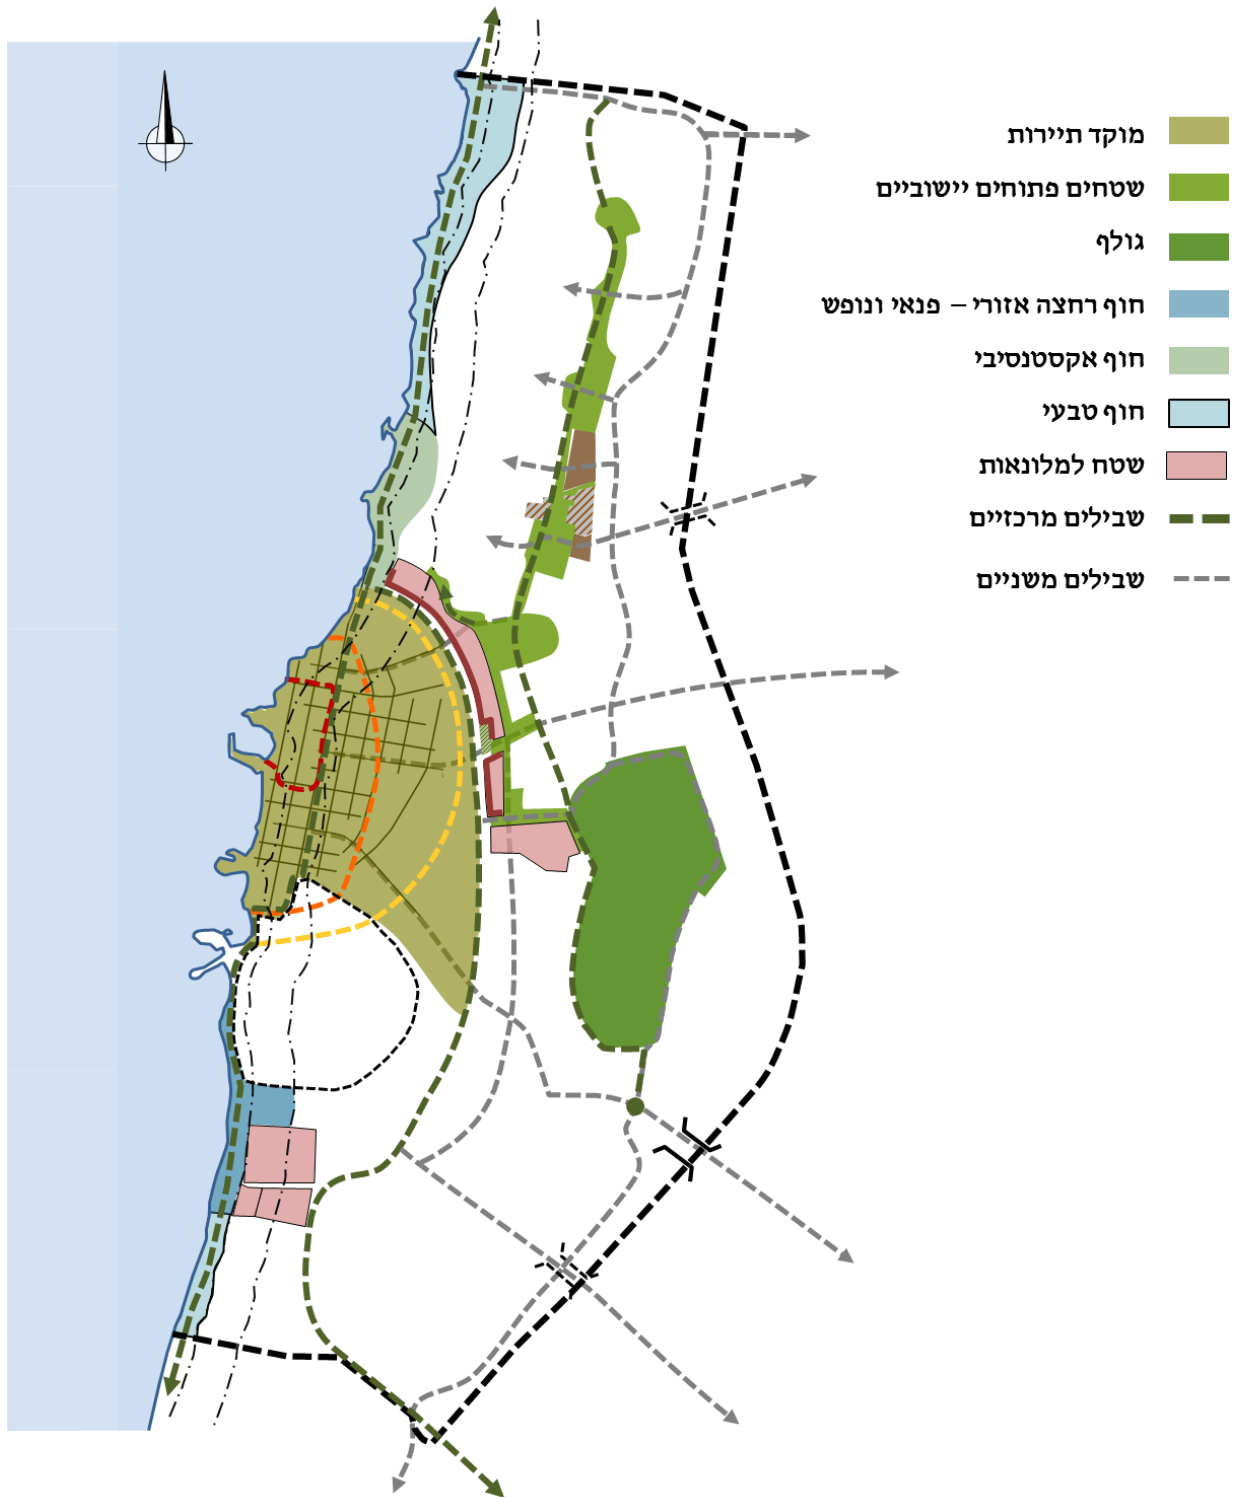 מוקד תיירות
שטחים פתוחים יישוביים
גולף
חוף רחצה אזורי – פנאי ונופש
חוף אקסטנסיבי
חוף טבעי
שטח למלונאות
שבילים מרכזיים
שבילים משניים